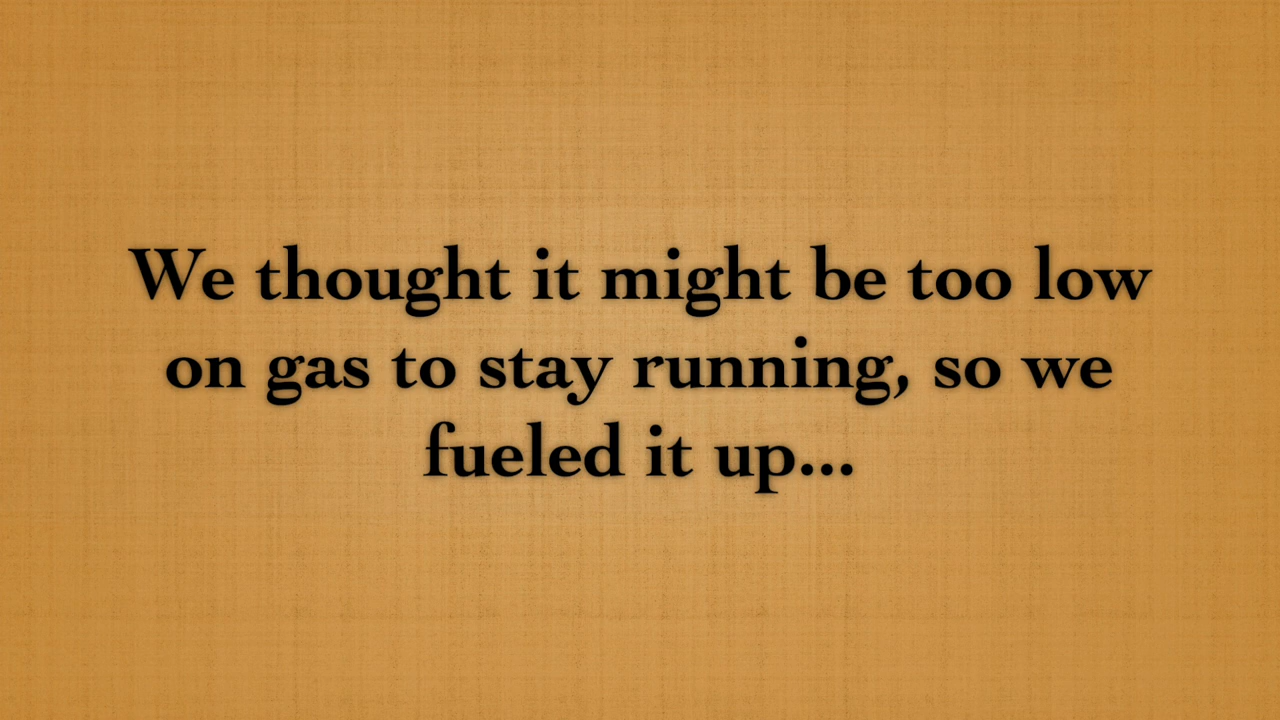 We thought it might be too low
on gas to stay running, so we
fueled it up...